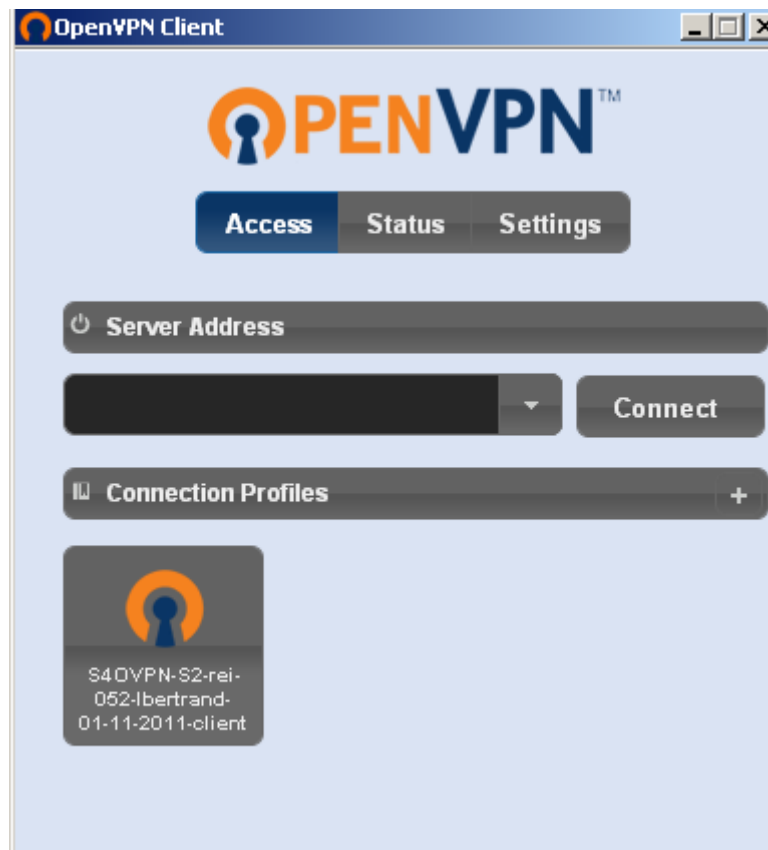 OpenVPN Client
OPENVPN™
Access Status Settings
Server Address
Connect
Connection Profiles
S4OVPN-S2-rei-
052-lbertrand-
01-11-2011-client